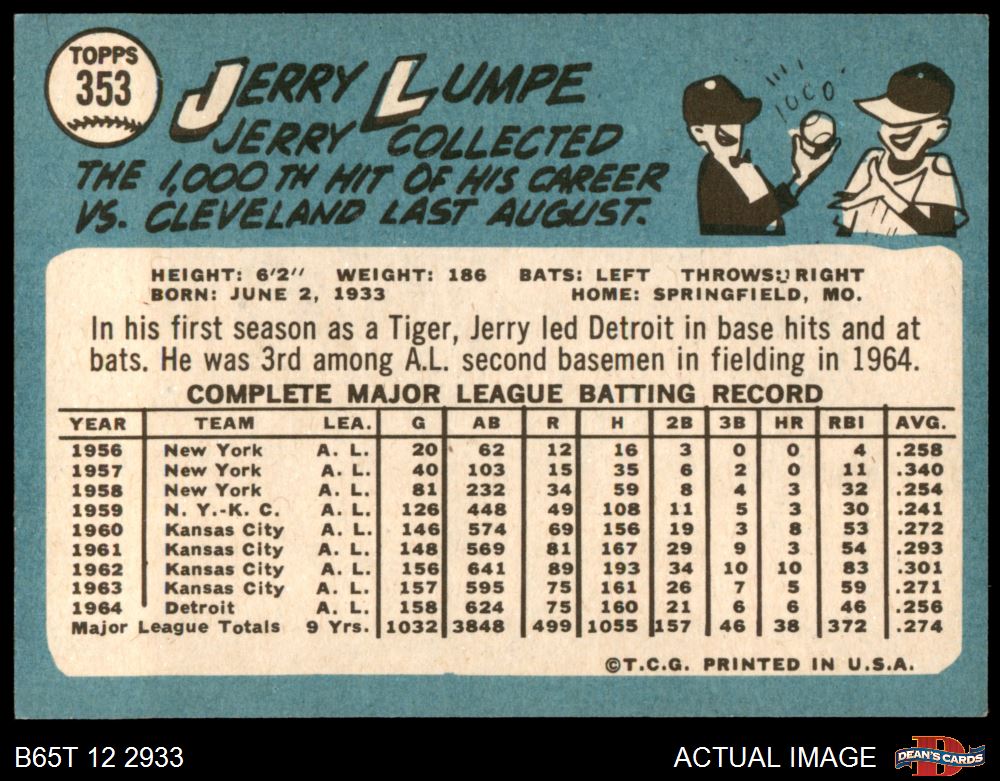 TOPPS
353
JERRY LUMPE
JERRY COLLECTED
THE 1,000 TH HIT OF HIS CAREER
VS. CLEVELAND LAST AUGUST.
1000
HEIGHT: 6'2" WEIGHT: 186 BATS: LEFT THROWS: RIGHT
BORN: JUNE 2, 1933 HOME: SPRINGFIELD, MO.
In his first season as a Tiger, Jerry led Detroit in base hits and at
bats. He was 3rd among A.L. second basemen in fielding in 1964.
COMPLETE MAJOR LEAGUE BATTING RECORD
YEAR TEAM LEA. G AB R H 2B 3B HR RBI AVG.
1956 New York A. L. 20 62 12 16 3 0 0 4 .258
1957 New York A. L. 40 103 15 35 6 2 0 11 .340
1958 New York A. L. 81 232 34 59 8 4 3 32 .254
1959 N. Y.-K. C. A. L. 126 448 49 108 11 5 3 30 .241
1960 Kansas City A. L. 146 574 69 156 19 3 8 53 .272
1961 Kansas City A. L. 148 569 81 167 29 9 3 54 .293
1962 Kansas City A. L. 156 641 89 193 34 10 10 83 .301
1963 Kansas City A. L. 157 595 75 161 26 7 5 59 .271
1964 Detroit A. L. 158 624 75 160 21 6 6 46 .256
Major League Totals 9 Yrs. 1032 3848 499 1055 157 46 38 372 .274
©T.C.G. PRINTED IN U.S.A.
B65T 12 2933 ACTUAL IMAGE DEAN'S CARDS